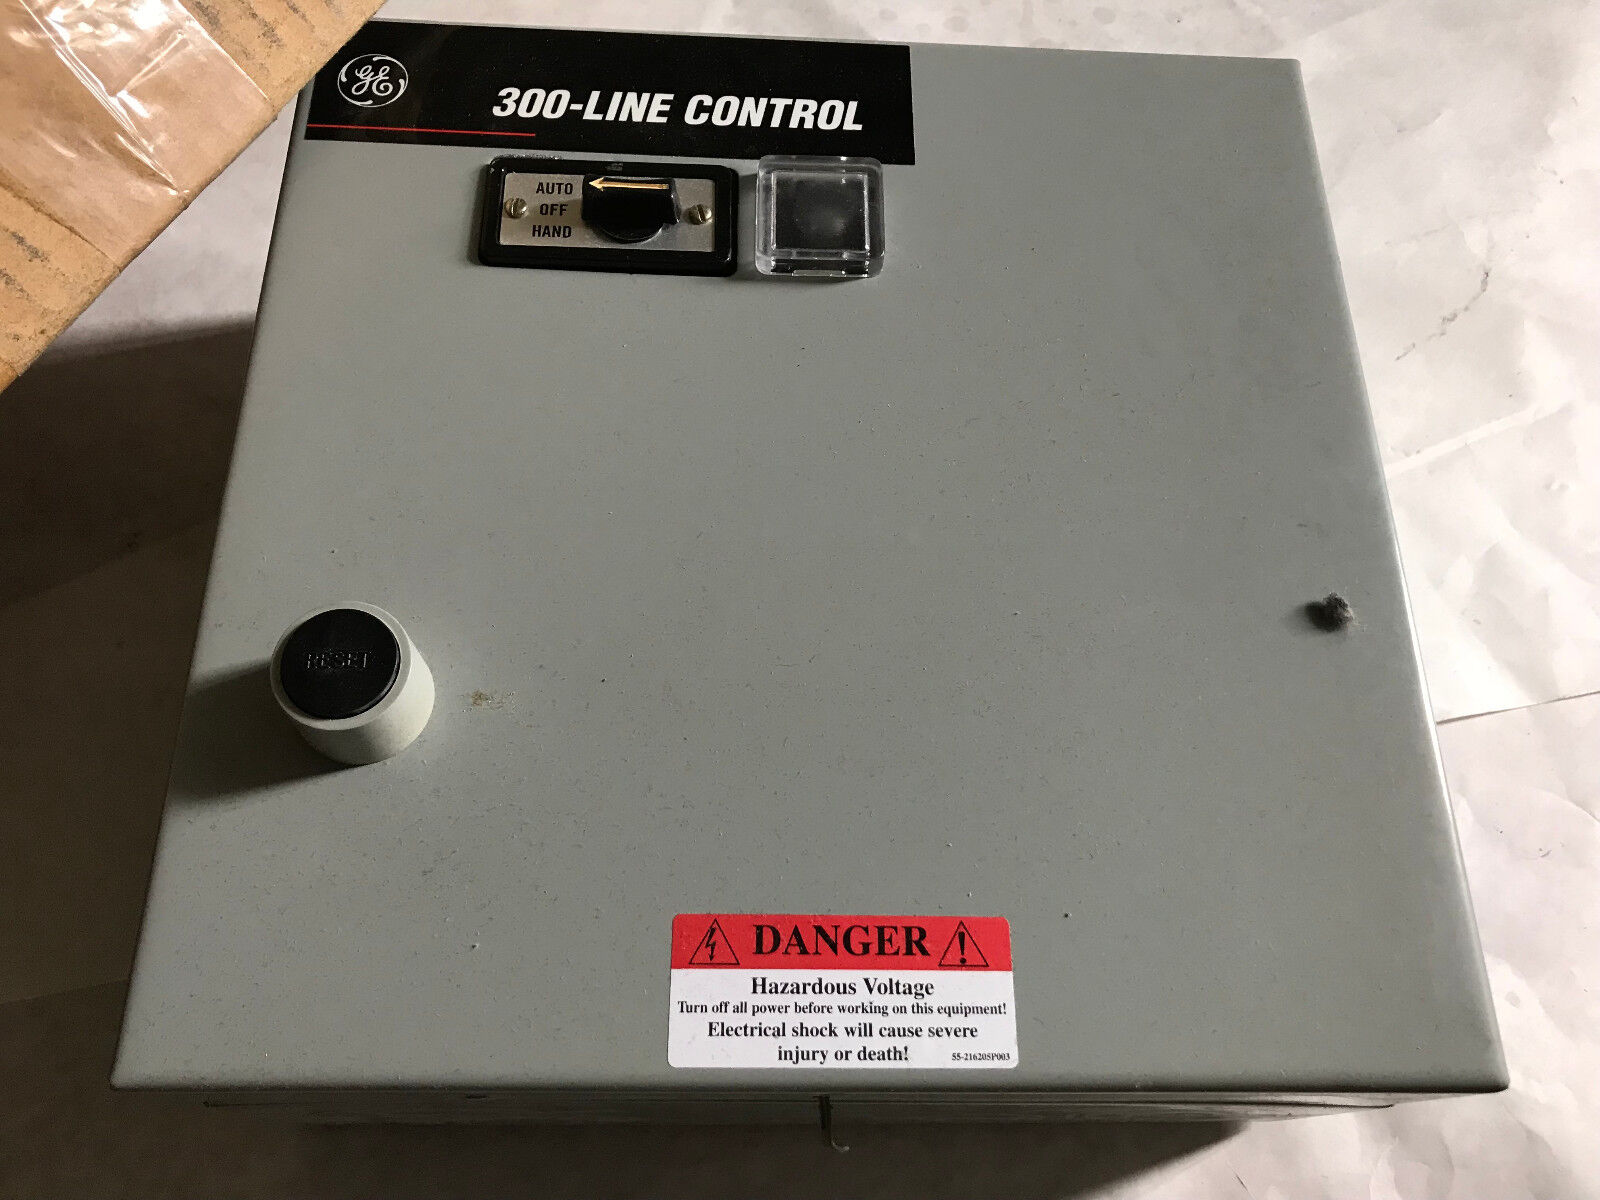 GE
300-LINE CONTROL
AUTO
OFF
HAND
RESET
DANGER
Hazardous Voltage
Turn off all power before working on this equipment!
Electrical shock will cause severe
injury or death!
55-216205P003